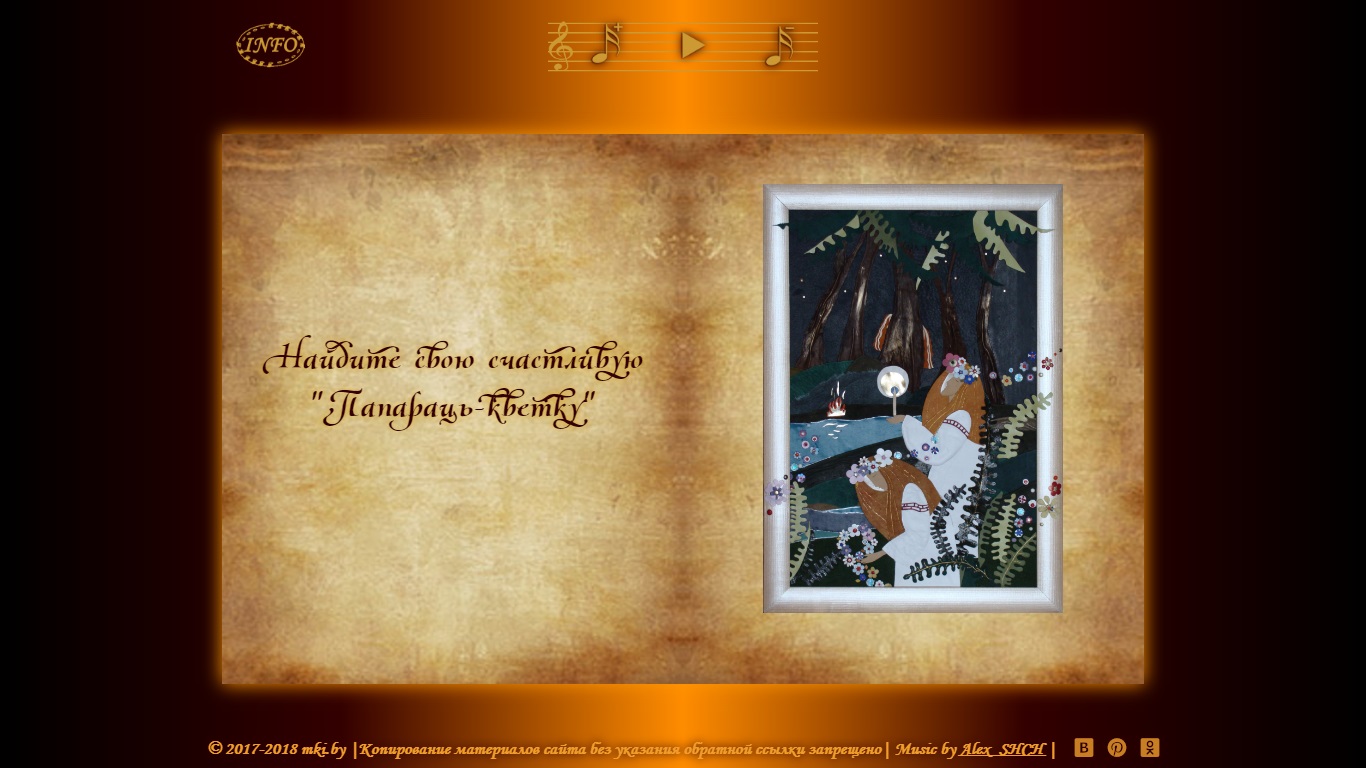 INFO
Найдите свою счастливую
"Папараць-кветку"
© 2017-2018 mki.by |Копирование материалов сайта без указания обратной ссылки запрещено| Music by Alex_SHCH |